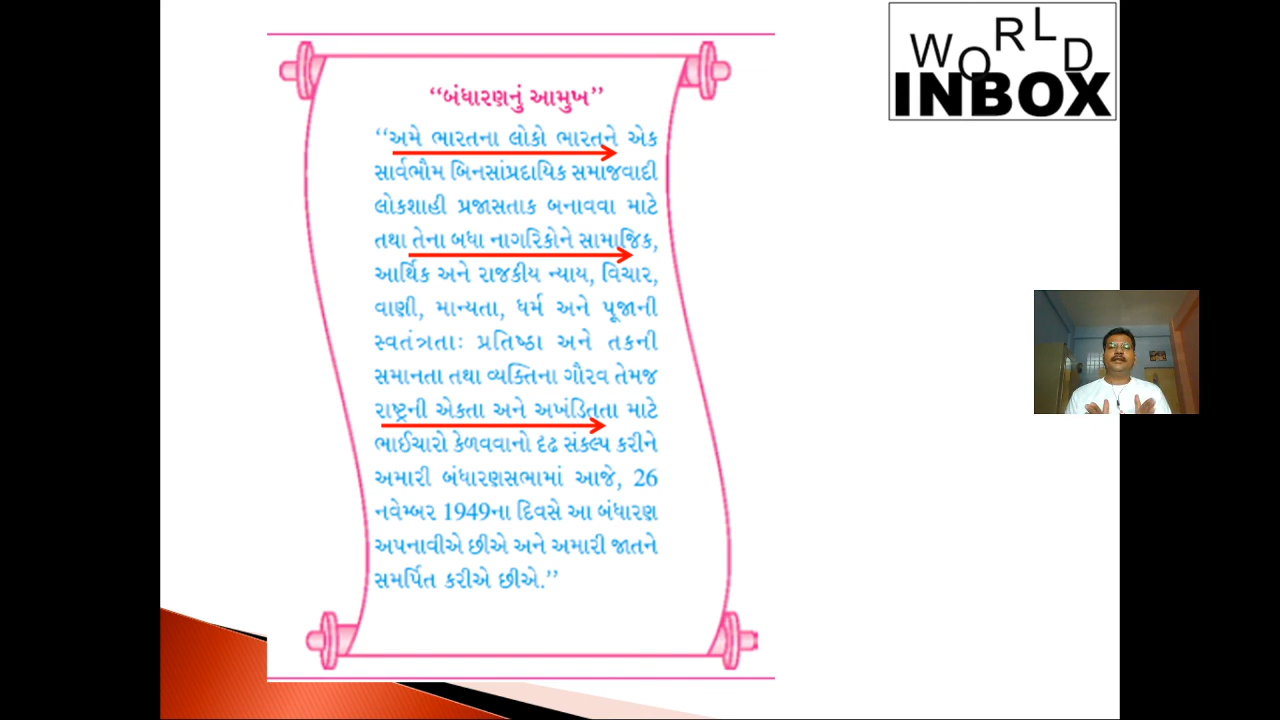 WORLD
INBOX
“બંધારણનું આમુખ”
“અમે ભારતના લોકો ભારતને એક
સાર્વભૌમ બિનસાંપ્રદાયિક સમાજવાદી
લોકશાહી પ્રજાસતાક બનાવવા માટે
તથા તેના બધા નાગરિકોને સામાજિક,
આર્થિક અને રાજકીય ન્યાય, વિચાર,
વાણી, માન્યતા, ધર્મ અને પૂજાની
સ્વતંત્રતાઃ પ્રતિષ્ઠા અને તકની
સમાનતા તથા વ્યક્તિના ગૌરવ તેમજ
રાષ્ટ્રની એકતા અને અખંડિતતા માટે
ભાઈચારો કેળવવાનો દૃઢ સંકલ્પ કરીને
અમારી બંધારણસભામાં આજે, 26
નવેમ્બર 1949ના દિવસે આ બંધારણ
અપનાવીએ છીએ અને અમારી જાતને
સમર્પિત કરીએ છીએ.”